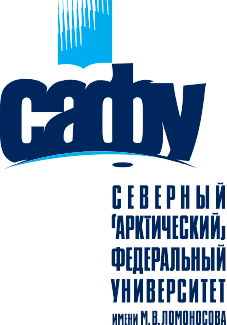 сафу
СЕВЕРНЫЙ
(АРКТИЧЕСКИЙ)
ФЕДЕРАЛЬНЫЙ
УНИВЕРСИТЕТ
ИМЕНИ М.В.ЛОМОНОСОВА